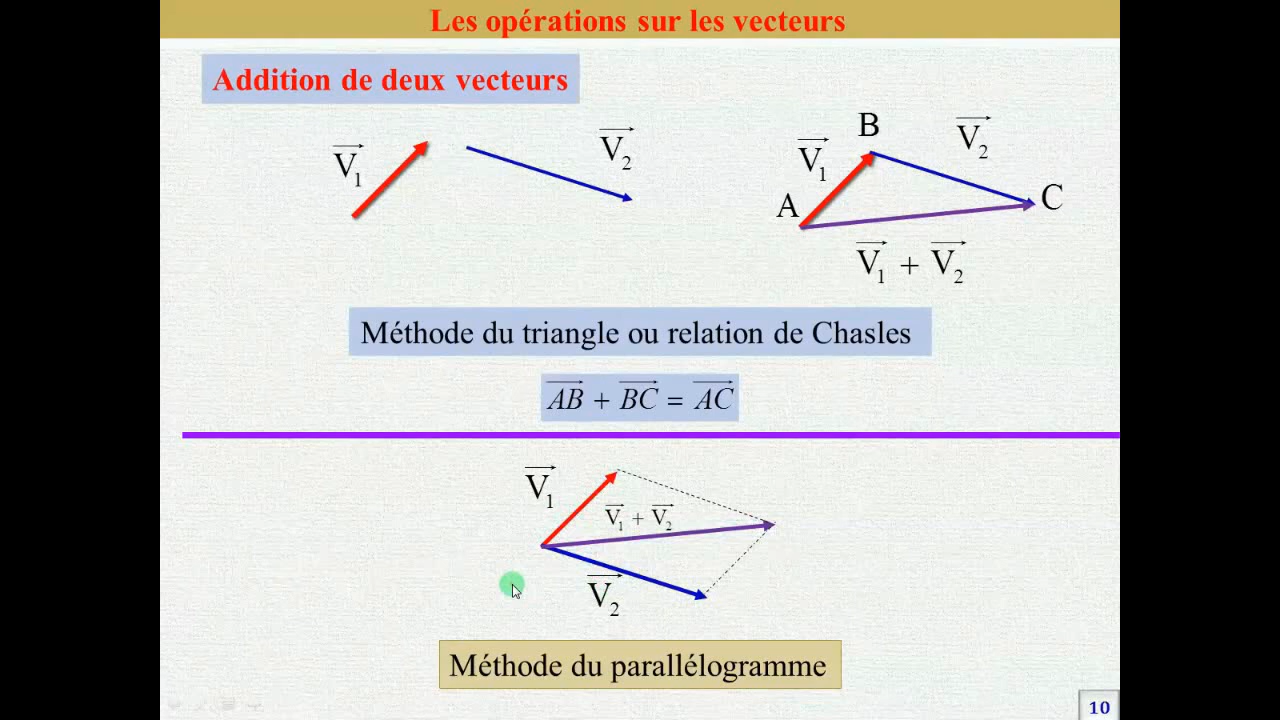 Les opérations sur les vecteurs
Addition de deux vecteurs
V₁
V₂
V₁
B
V₂
A
C
V₁ + V₂
Méthode du triangle ou relation de Chasles
AB + BC = AC
V₁
V₁ + V₂
V₂
Méthode du parallélogramme
10